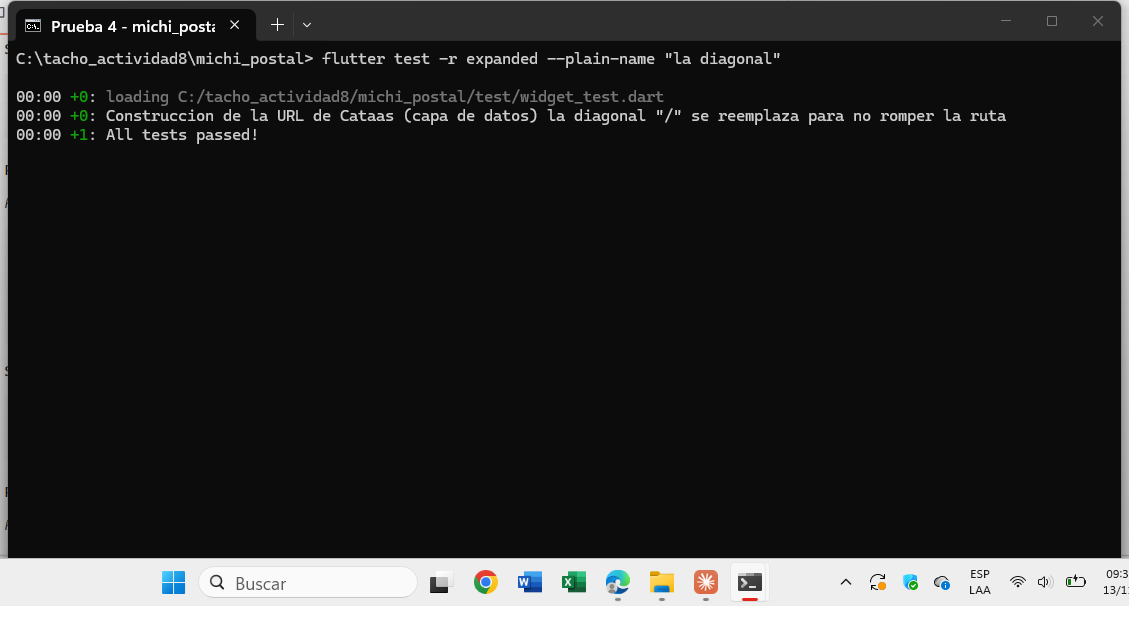 Prueba 4 - michi_posta
C:\tacho_actividad8\michi_postal> flutter test -r expanded --plain-name "la diagonal"
00:00 +0: loading C:/tacho_actividad8/michi_postal/test/widget_test.dart
00:00 +0: Construccion de la URL de Cataas (capa de datos) la diagonal "/" se reemplaza para no romper la ruta
00:00 +1: All tests passed!
Buscar
ESP
LAA
09:3
13/1